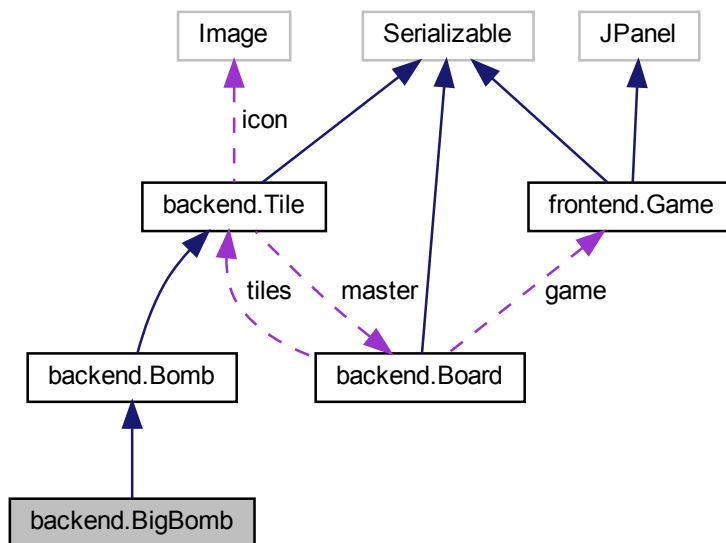 Image
Serializable
JPanel
icon
backend.Tile
frontend.Game
tiles
master
game
backend.Bomb
backend.Board
backend.BigBomb